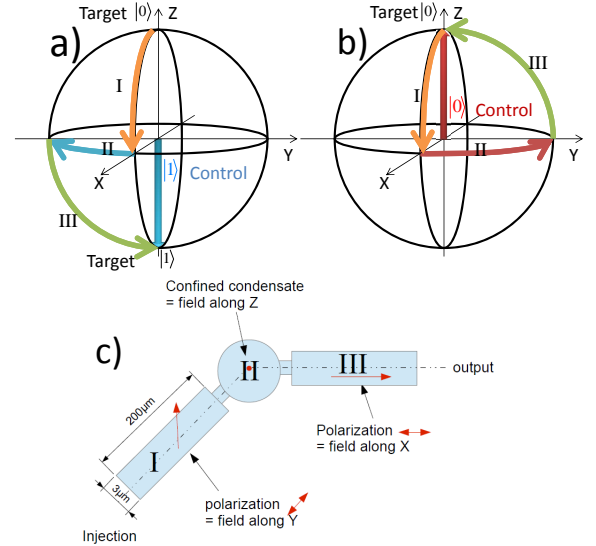 a)
Target |0⟩
Z
I
II
Y
X
|1⟩
Control
III
Target
|1⟩
b)
Target |0⟩
Z
III
I
|0⟩
Control
II
Y
X
c)
Confined condensate
= field along Z
II
III
output
200μm
I
3μm
Polarization
= field along X
polarization
= field along Y
Injection